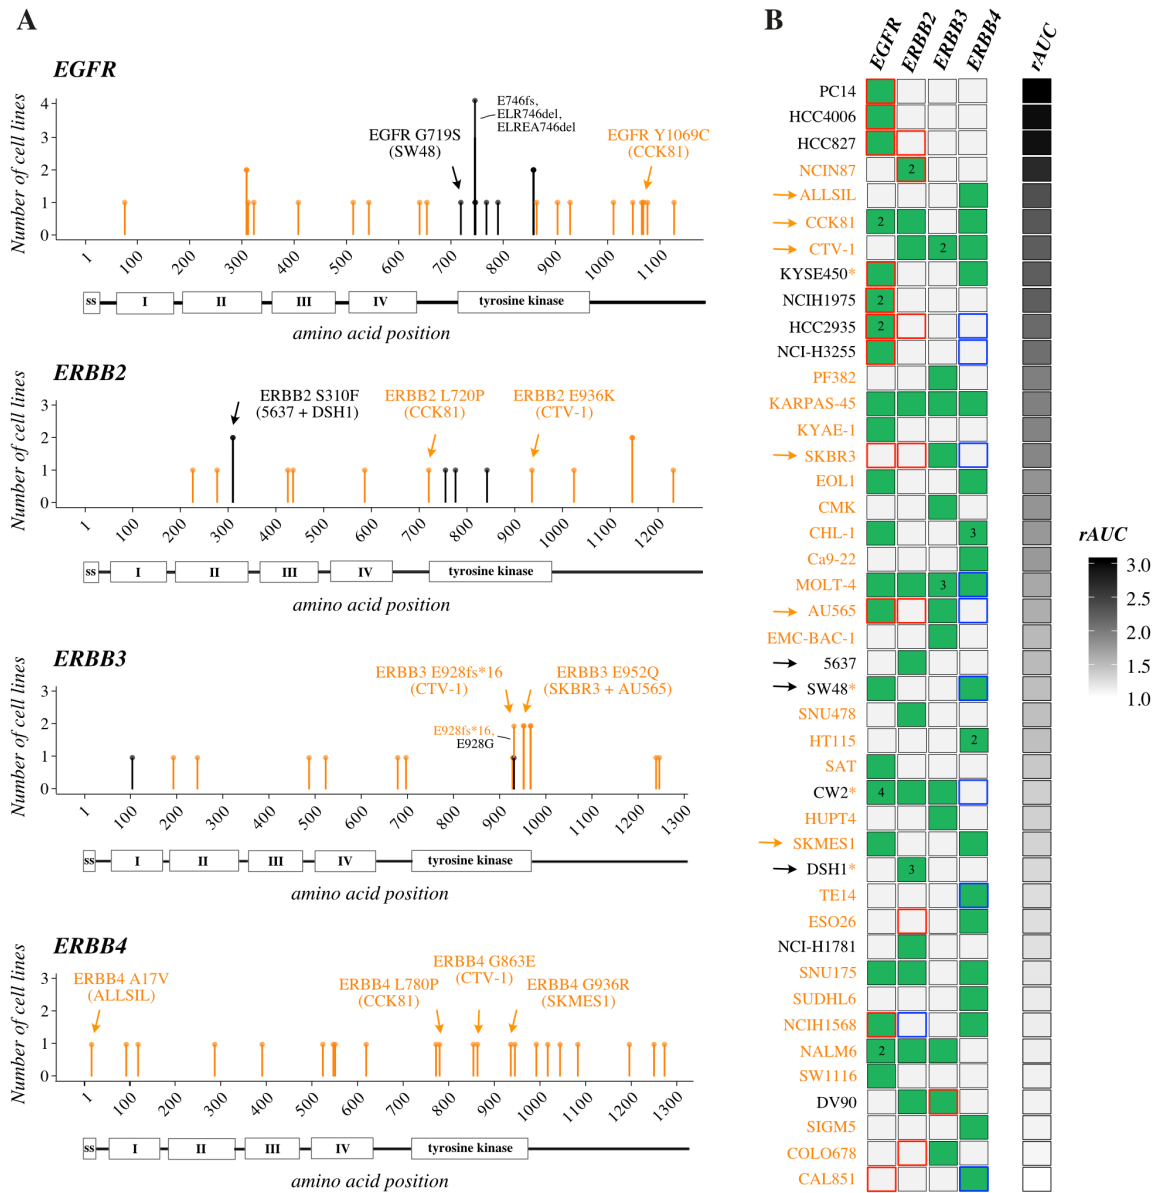 A
EGFR
Number of cell lines
4
3
2
1
0
EGFR G719S
(SW48)
E746fs,
ELR746del,
ELREA746del
EGFR Y1069C
(CCK81)
1 100 200 300 400 500 600 700 800 900 1000 1100
ss I II III IV tyrosine kinase
amino acid position
ERBB2
Number of cell lines
3
2
1
0
ERBB2 S310F
(5637 + DSH1)
ERBB2 L720P
(CCK81)
ERBB2 E936K
(CTV-1)
1 100 200 300 400 500 600 700 800 900 1000 1100 1200
ss I II III IV tyrosine kinase
amino acid position
ERBB3
Number of cell lines
3
2
1
0
ERBB3 E928fs*16
(CTV-1)
ERBB3 E952Q
(SKBR3 + AU565)
E928fs*16,
E928G
1 100 200 300 400 500 600 700 800 900 1000 1100 1200 1300
ss I II III IV tyrosine kinase
amino acid position
ERBB4
Number of cell lines
3
2
1
0
ERBB4 A17V
(ALLSIL)
ERBB4 L780P
(CCK81)
ERBB4 G863E
(CTV-1)
ERBB4 G936R
(SKMES1)
1 100 200 300 400 500 600 700 800 900 1000 1100 1200 1300
ss I II III IV tyrosine kinase
amino acid position
B
EGFR ERBB2 ERBB3 ERBB4 rAUC
PC14
HCC4006
HCC827
NCIN87 2
ALLSIL
CCK81 2
CTV-1 2
KYSE450*
NCIH1975 2
HCC2935 2
NCI-H3255
PF382
KARPAS-45
KYAE-1
SKBR3
EOL1
CMK
CHL-1 3
Ca9-22
MOLT-4 3
AU565
EMC-BAC-1
5637
SW48*
SNU478
HT115 2
SAT
CW2* 4
HUPT4
SKMES1
DSH1* 3
TE14
ESO26
NCI-H1781
SNU175
SUDHL6
NCIH1568
NALM6 2
SW1116
DV90
SIGM5
COLO678
CAL851
rAUC
3.0
2.5
2.0
1.5
1.0